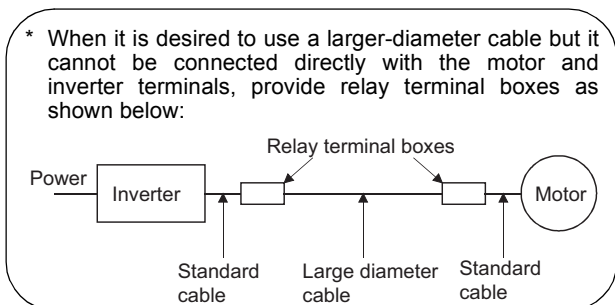 * When it is desired to use a larger-diameter cable but it
cannot be connected directly with the motor and
inverter terminals, provide relay terminal boxes as
shown below:
Relay terminal boxes
Power
Inverter
Motor
Standard
cable
Large diameter
cable
Standard
cable